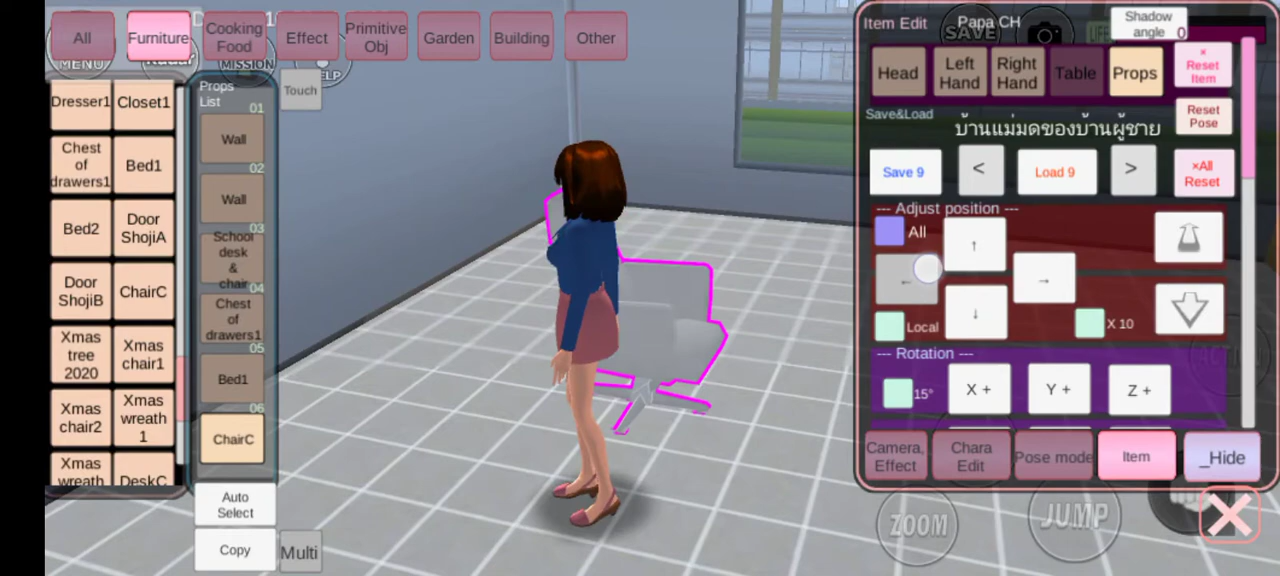 All
Furniture
Cooking
Food
Effect
Primitive
Obj
Garden
Building
Other
MENU
MISSION
Touch
Dresser1
Closet1
Chest
of
drawers1
Bed1
Bed2
Door
ShojiA
Door
ShojiB
ChairC
Xmas
tree
2020
Xmas
chair1
Xmas
chair2
Xmas
wreath
1
Xmas
wreath
DeskC
Props
List
01
Wall
02
Wall
03
School
desk
&
chair
04
Chest
of
drawers1
05
Bed1
06
ChairC
Auto
Select
Copy
Multi
Item Edit
Papa CH
SAVE
Shadow
angle 0
LIFE
Head
Left
Hand
Right
Hand
Table
Props
×
Reset
Item
Save&Load
บ้านแม่มดของบ้านผู้ชาย
Reset
Pose
Save 9
<
Load 9
>
×All
Reset
--- Adjust position ---
All
↑
←
→
↓
Local
X 10
--- Rotation ---
15°
X +
Y +
Z +
Camera,
Effect
Chara
Edit
Pose mode
Item
_Hide
ZOOM
JUMP